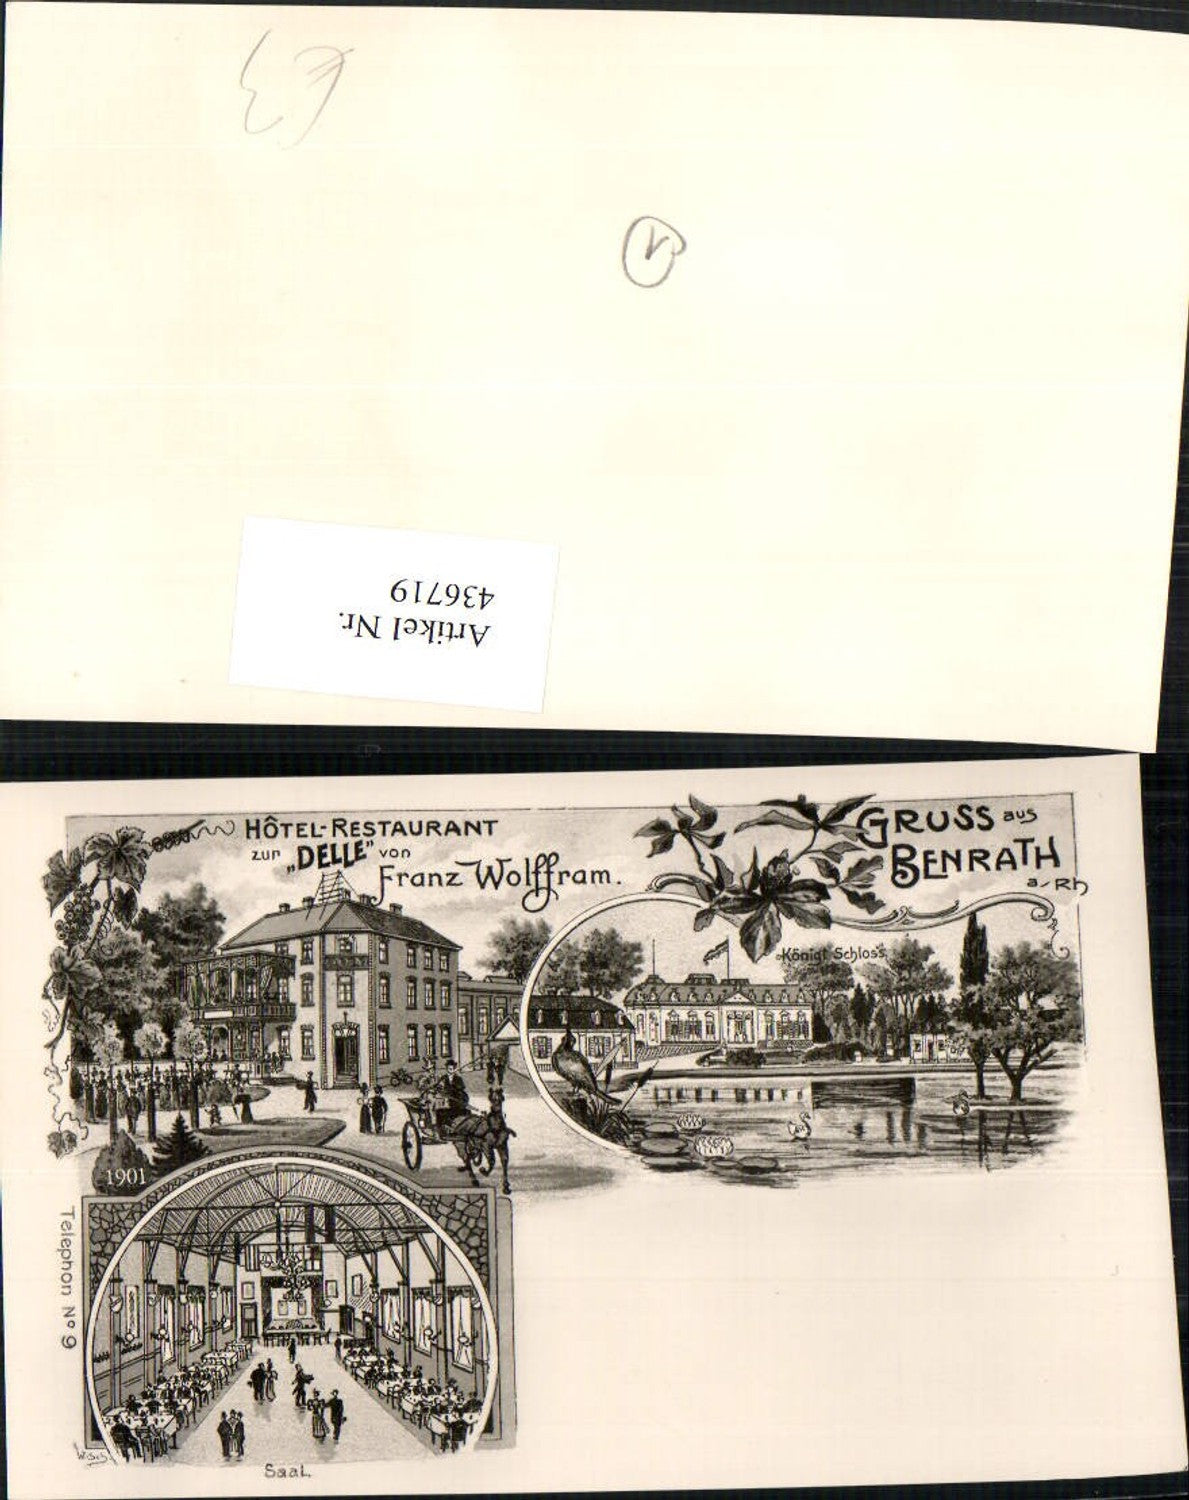 Artikel Nr.
436719
HÔTEL-RESTAURANT
zur „DELLE" von
Franz Wolffram.
GRUSS aus
BENRATH
a/Rh
Königl Schloss
1901
Telephon No 9
Saal.